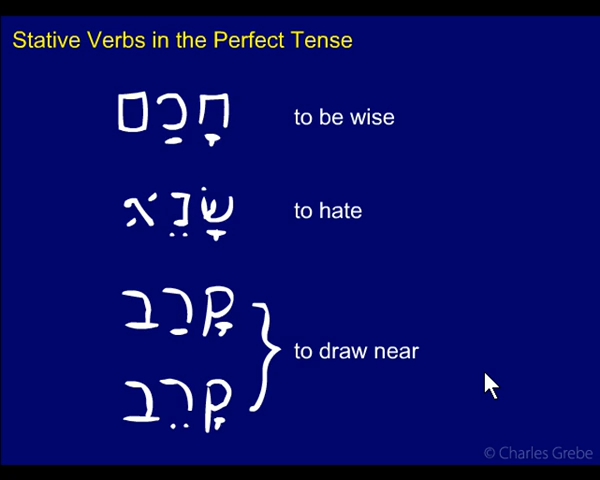 Stative Verbs in the Perfect Tense
חָכַם to be wise
שָׂנֵא to hate
קָרַב
to draw near
קָרֵב
© Charles Grebe